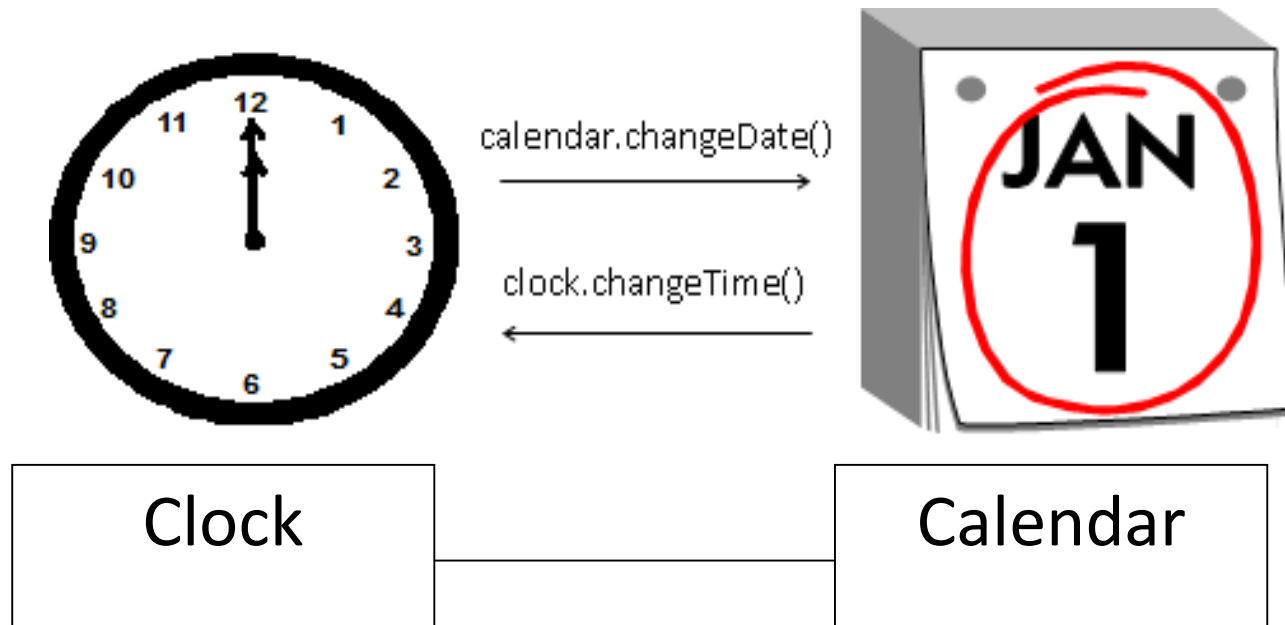 12
11
1
10
2
9
3
8
4
7
5
6
calendar.changeDate()
clock.changeTime()
JAN
1
Clock
Calendar